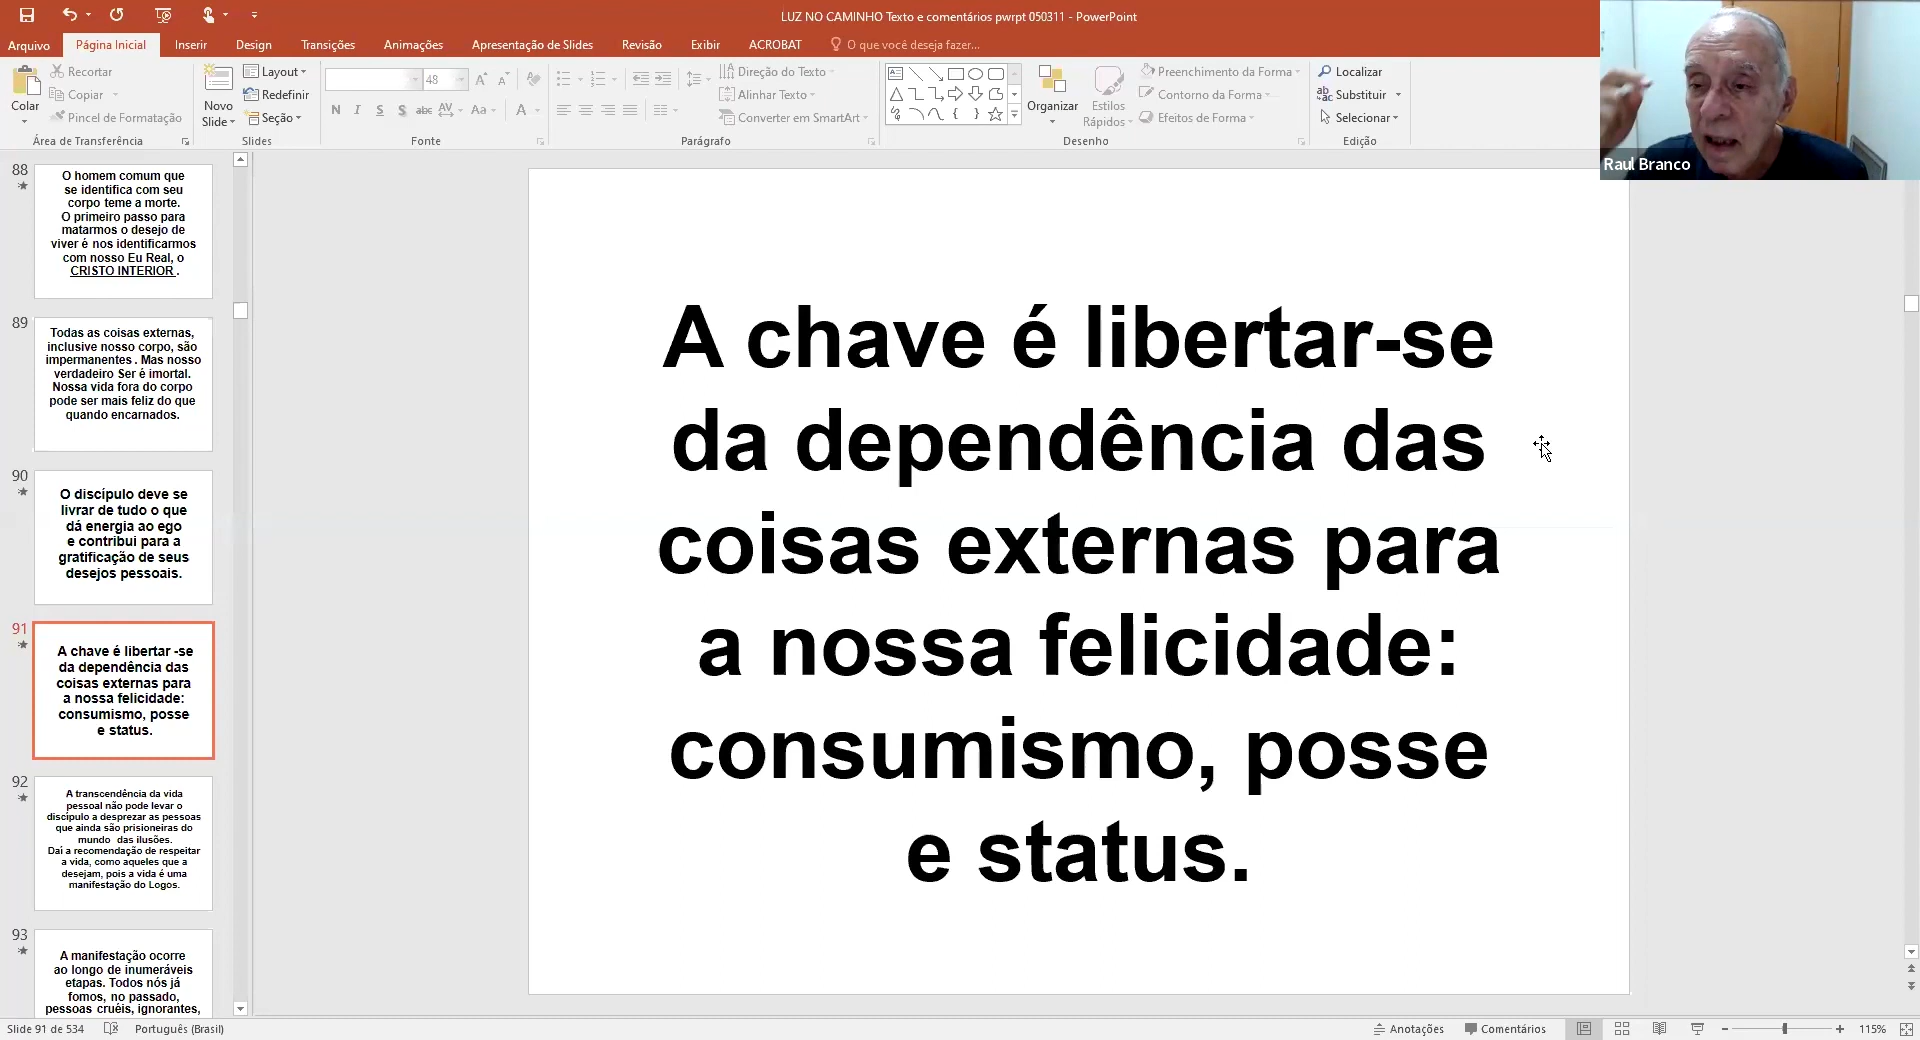 LUZ NO CAMINHO Texto e comentários pwrpt 050311 - PowerPoint
Arquivo Página Inicial Inserir Design Transições Animações Apresentação de Slides Revisão Exibir ACROBAT O que você deseja fazer...
Colar
Recortar
Copiar
Pincel de Formatação
Área de Transferência
Novo
Slide
Layout
Redefinir
Seção
Slides
48
N I S S abc AV Aa A
Fonte
Direção do Texto
Alinhar Texto
Converter em SmartArt
Parágrafo
Organizar
Estilos
Rápidos
Preenchimento da Forma
Contorno da Forma
Efeitos de Forma
Desenho
Localizar
Substituir
Selecionar
Edição
Raul Branco
88
O homem comum que
se identifica com seu
corpo teme a morte.
O primeiro passo para
matarmos o desejo de
viver é nos identificarmos
com nosso Eu Real, o
CRISTO INTERIOR .
89
Todas as coisas externas,
inclusive nosso corpo, são
impermanentes . Mas nosso
verdadeiro Ser é imortal.
Nossa vida fora do corpo
pode ser mais feliz do que
quando encarnados.
90
O discípulo deve se
livrar de tudo o que
dá energia ao ego
e contribui para a
gratificação de seus
desejos pessoais.
91
A chave é libertar -se
da dependência das
coisas externas para
a nossa felicidade:
consumismo, posse
e status.
92
A transcendência da vida
pessoal não pode levar o
discípulo a desprezar as pessoas
que ainda são prisioneiras do
mundo das ilusões.
Daí a recomendação de respeitar
a vida, como aqueles que a
desejam, pois a vida é uma
manifestação do Logos.
93
A manifestação ocorre
ao longo de inumeráveis
etapas. Todos nós já
fomos, no passado,
pessoas cruéis, ignorantes,
A chave é libertar-se
da dependência das
coisas externas para
a nossa felicidade:
consumismo, posse
e status.
Slide 91 de 534 Português (Brasil) Anotações Comentários 115%